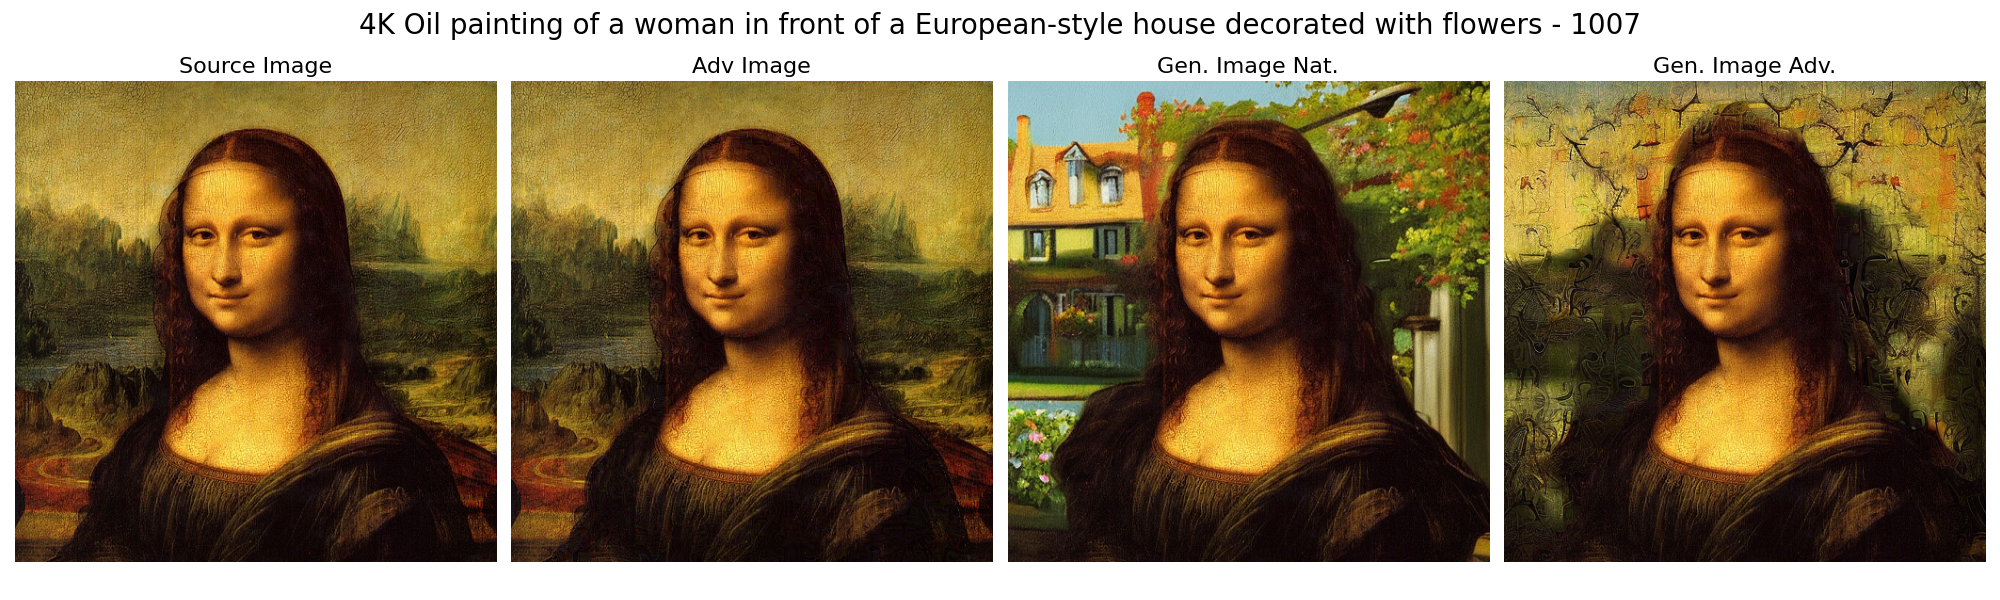 4K Oil painting of a woman in front of a European-style house decorated with flowers - 1007
Source Image
Adv Image
Gen. Image Nat.
Gen. Image Adv.